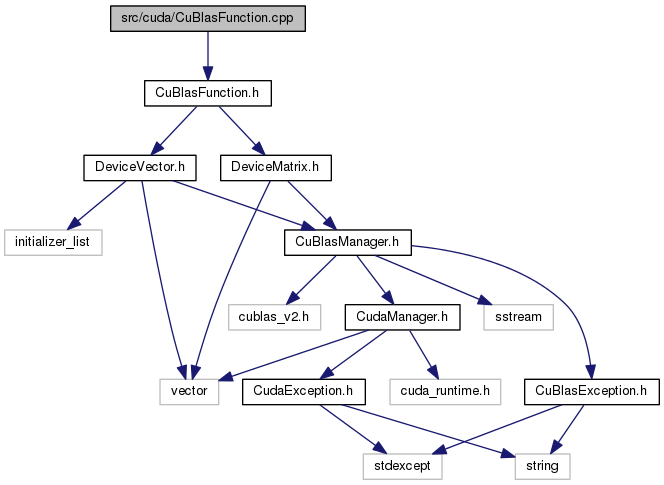 src/cuda/CuBlasFunction.cpp
CuBlasFunction.h
DeviceVector.h
DeviceMatrix.h
initializer_list
CuBlasManager.h
cublas_v2.h
CudaManager.h
sstream
vector
CudaException.h
cuda_runtime.h
CuBlasException.h
stdexcept
string